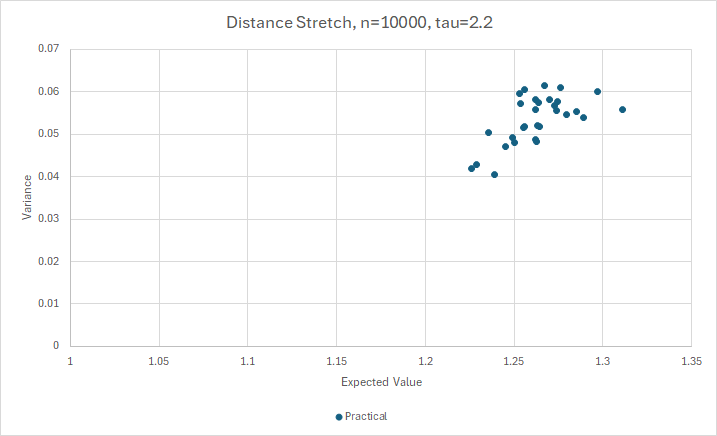 Distance Stretch, n=10000, tau=2.2
0.07
0.06
0.05
0.04
0.03
0.02
0.01
0
Variance
1 1.05 1.1 1.15 1.2 1.25 1.3 1.35
Expected Value
Practical